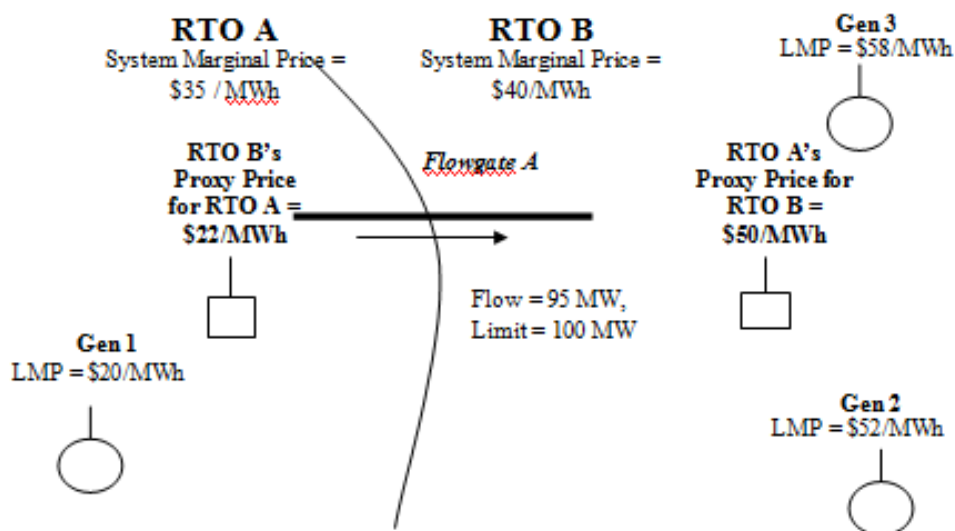 RTO A
System Marginal Price =
$35 / MWh
RTO B
System Marginal Price =
$40/MWh
Gen 3
LMP = $58/MWh
RTO B's
Proxy Price
for RTO A =
$22/MWh
Flowgate A
RTO A's
Proxy Price for
RTO B =
$50/MWh
Flow = 95 MW,
Limit = 100 MW
Gen 1
LMP = $20/MWh
Gen 2
LMP = $52/MWh